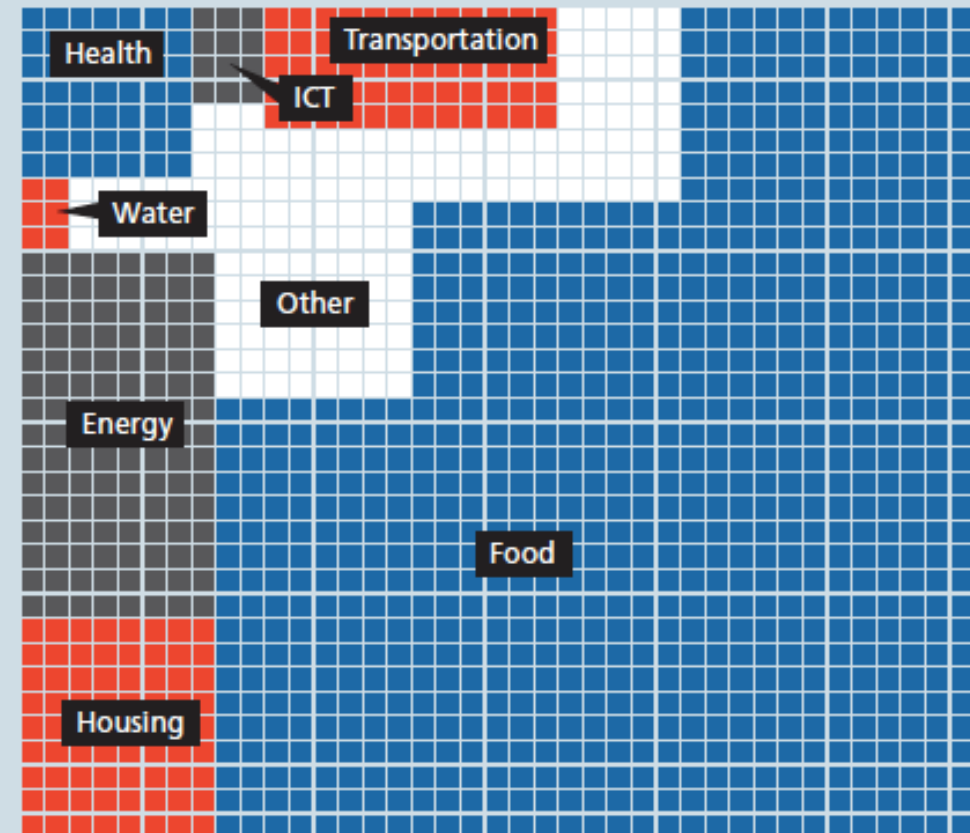 Health
Transportation
ICT
Water
Other
Energy
Food
Housing